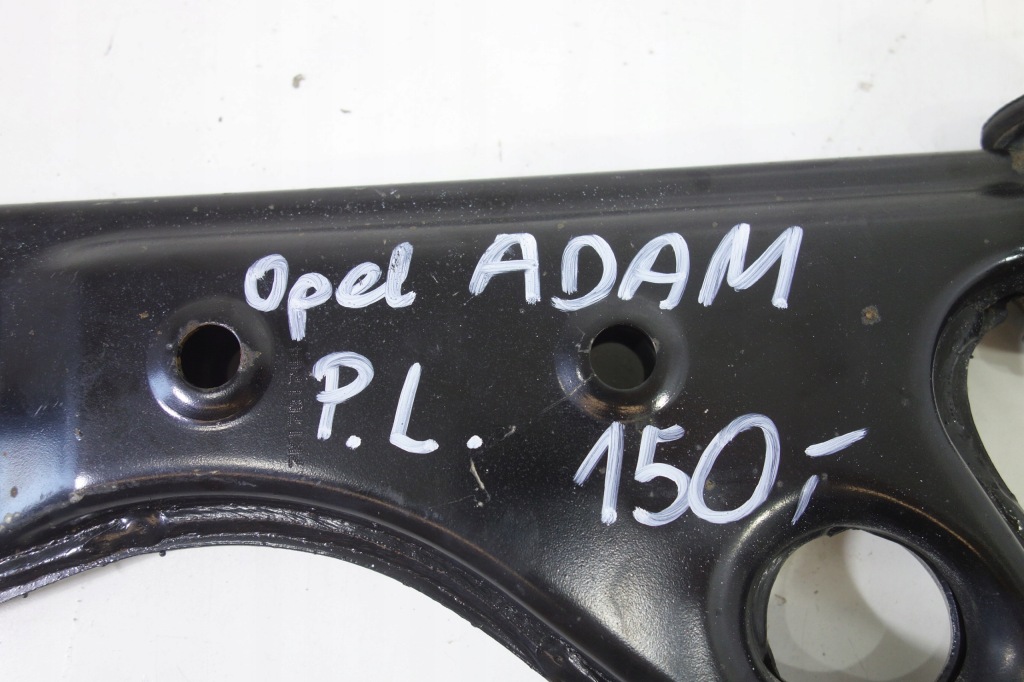 Opel ADAM
P.L.
150,-